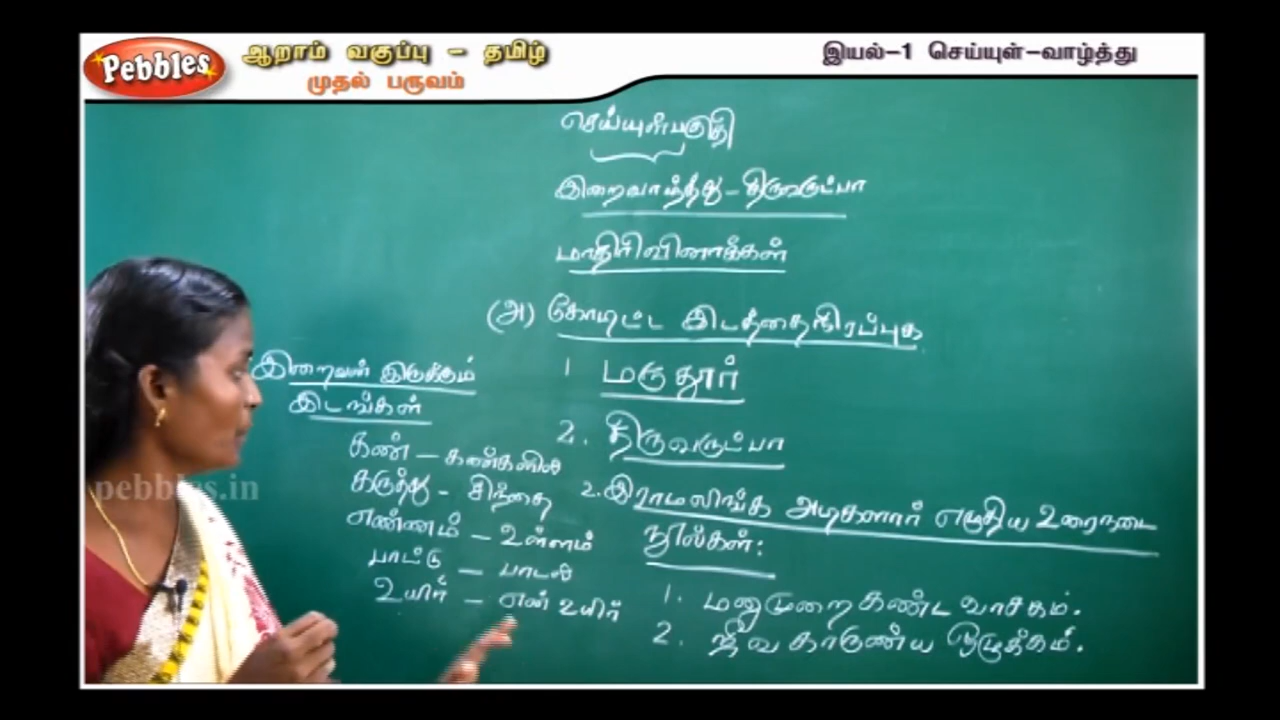 Pebbles
ஆறாம் வகுப்பு - தமிழ்
முதல் பருவம்
இயல்-1 செய்யுள்-வாழ்த்து
செய்யுள்பகுதி
இறைவாழ்த்து - திருவருட்பா
மாதிரிவினாக்கள்
(அ) கோடிட்ட இடத்தைநிரப்புக
1 மருதூர்
2. திருவருட்பா
இறைவன் இருக்கும்
இடங்கள்
கண் - கண்களில்
கருத்து - சிந்தை
எண்ணம் - உள்ளம்
பாட்டு - பாடல்
உயிர் - என் உயிர்
2. இராமலிங்க அடிகளார் எழுதிய உரைநடை
நூல்கள்:
1. மனுமுறை கண்ட வாசகம்.
2. ஜீவ காருண்ய ஒழுக்கம்.
pebbles.in